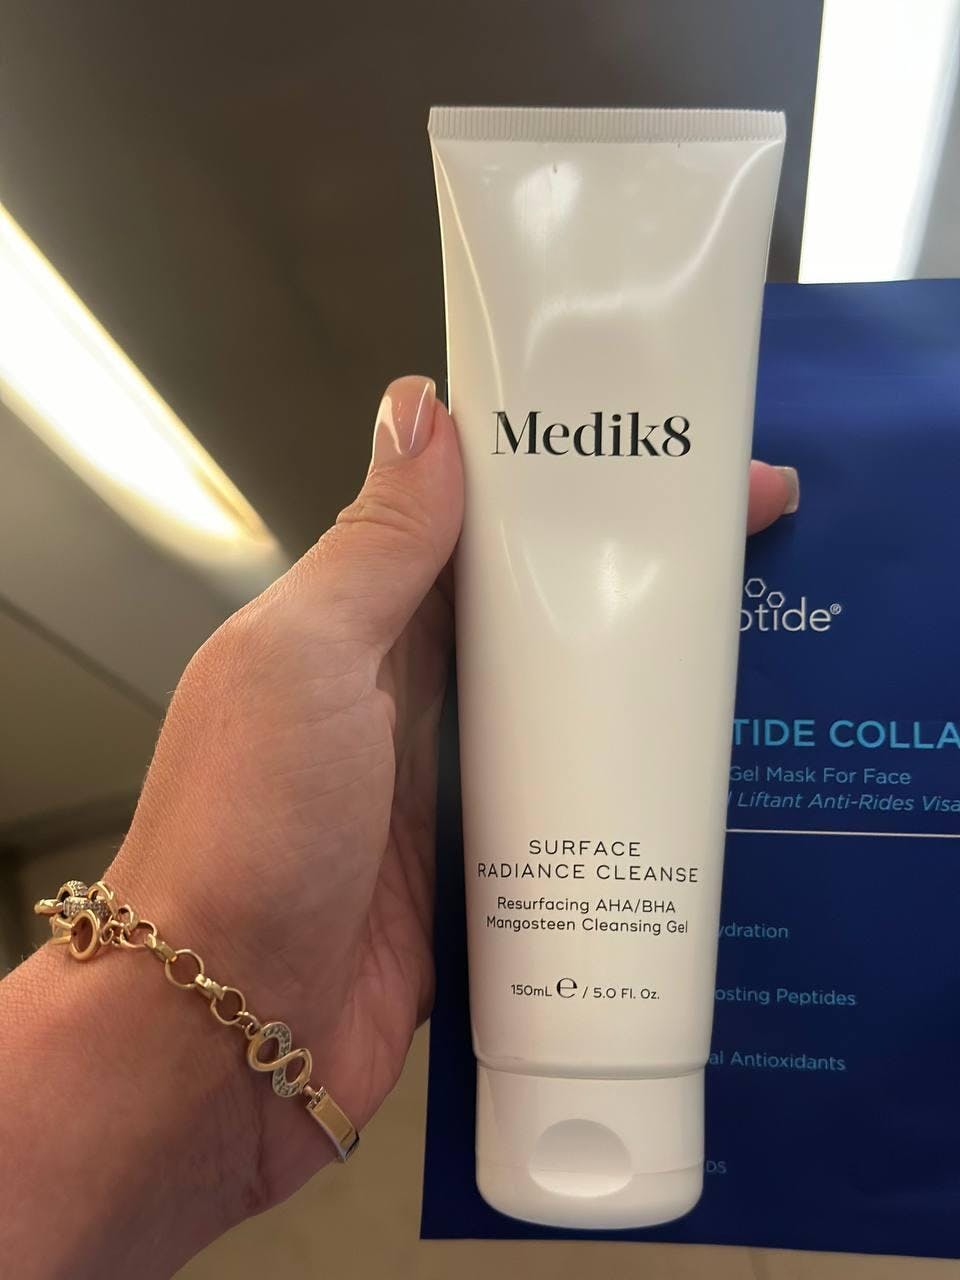 Medik8
SURFACE
RADIANCE CLEANSE
Resurfacing AHA/BHA
Mangosteen Cleansing Gel
150mL ℮ / 5.0 Fl. Oz.
ptide®
TIDE COLLA
Gel Mask For Face
Liftant Anti-Rides Visa
ydration
osting Peptides
al Antioxidants
DS